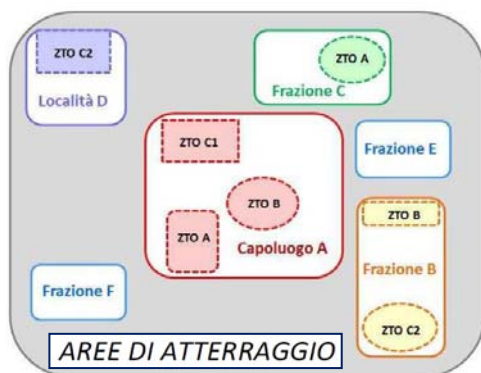 ZTO C2
Località D
ZTO A
Frazione C
ZTO C1
ZTO B
ZTO A
Capoluogo A
Frazione E
ZTO B
Frazione B
ZTO C2
Frazione F
AREE DI ATTERRAGGIO